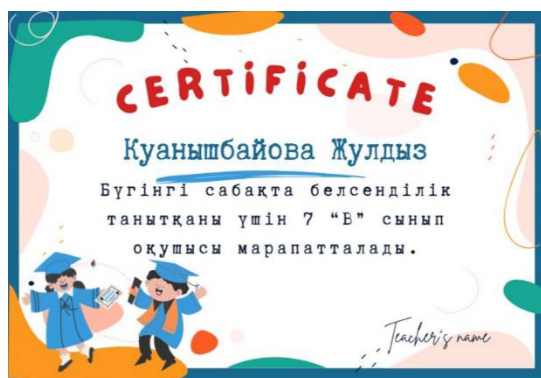 CERTIFICATE
Куанышбайова Жулдыз
Бүгінгі сабақта белсенділік
танытқаны үшін 7 “В” сынып
оқушысы марапатталады.
Teacher's name